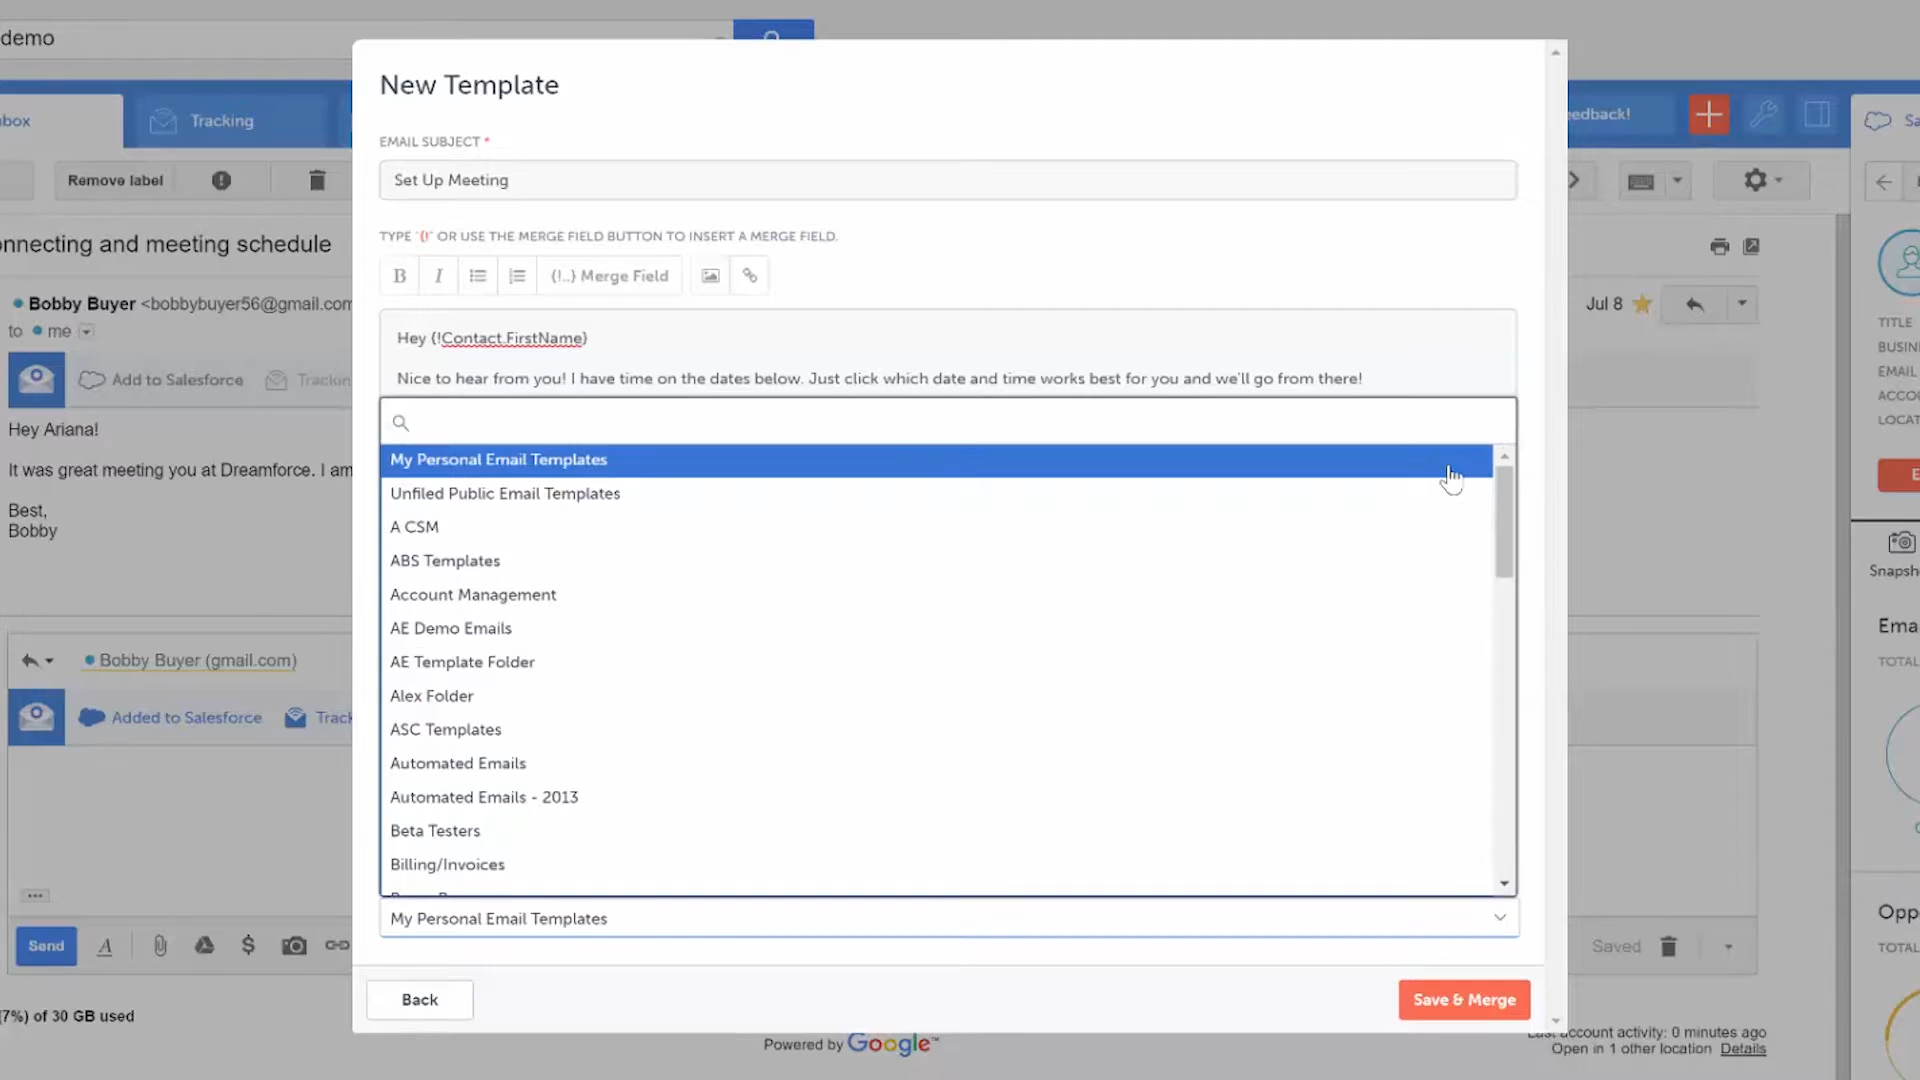 demo
New Template
EMAIL SUBJECT *
Set Up Meeting
TYPE "{!" OR USE THE MERGE FIELD BUTTON TO INSERT A MERGE FIELD.
B I {!..} Merge Field
Hey {!Contact.FirstName}
Nice to hear from you! I have time on the dates below. Just click which date and time works best for you and we'll go from there!
My Personal Email Templates
Unfiled Public Email Templates
A CSM
ABS Templates
Account Management
AE Demo Emails
AE Template Folder
Alex Folder
ASC Templates
Automated Emails
Automated Emails - 2013
Beta Testers
Billing/Invoices
My Personal Email Templates
Back
Save & Merge
Tracking
Remove label
and meeting schedule
Bobby Buyer <bobbybuyer56@gmail.com
to me
Add to Salesforce
Hey Ariana!
It was great meeting you at Dreamforce. I am
Best,
Bobby
Bobby Buyer (gmail.com)
Added to Salesforce
Send
(7%) of 30 GB used
Powered by Google™
Jul 8
Saved
TITLE
EMAIL
TOTAL
TOTAL
account activity: 0 minutes ago
Open in 1 other location Details